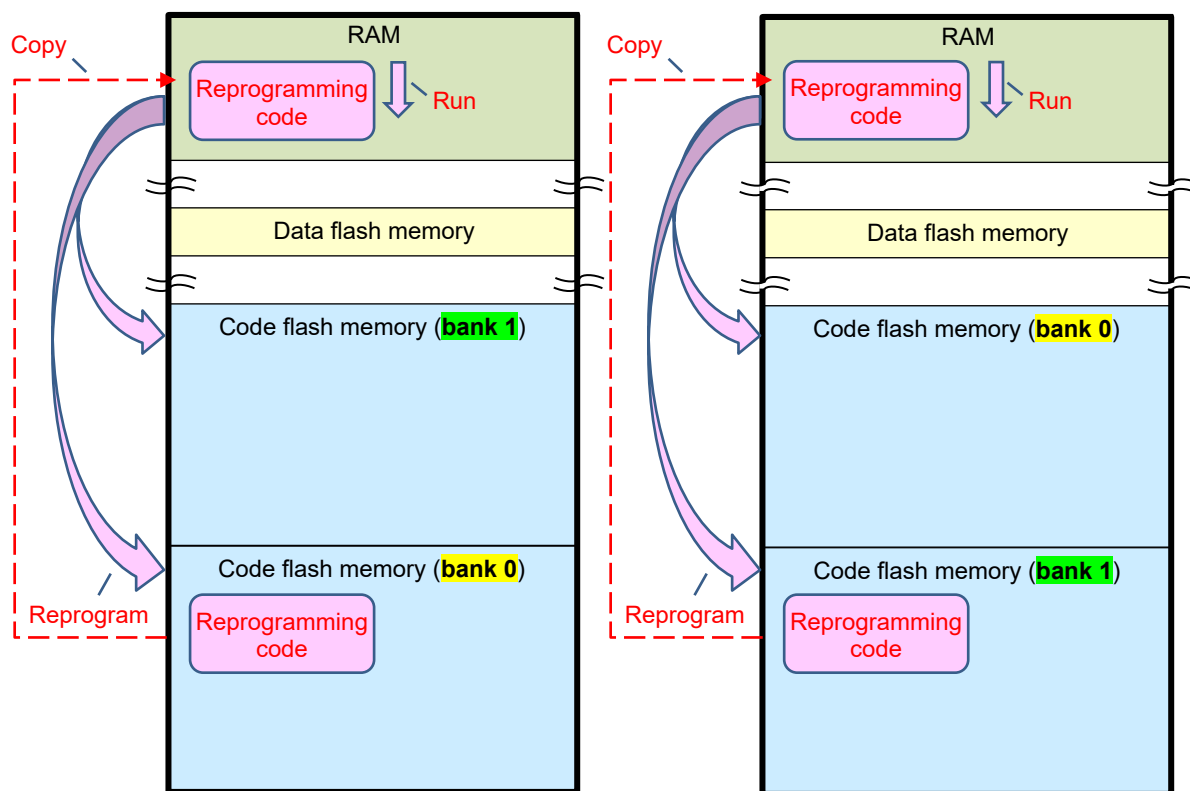 RAM
Copy
Reprogramming
code
Run
Data flash memory
Code flash memory (bank 1)
Code flash memory (bank 0)
Reprogram
Reprogramming
code
RAM
Copy
Reprogramming
code
Run
Data flash memory
Code flash memory (bank 0)
Code flash memory (bank 1)
Reprogram
Reprogramming
code